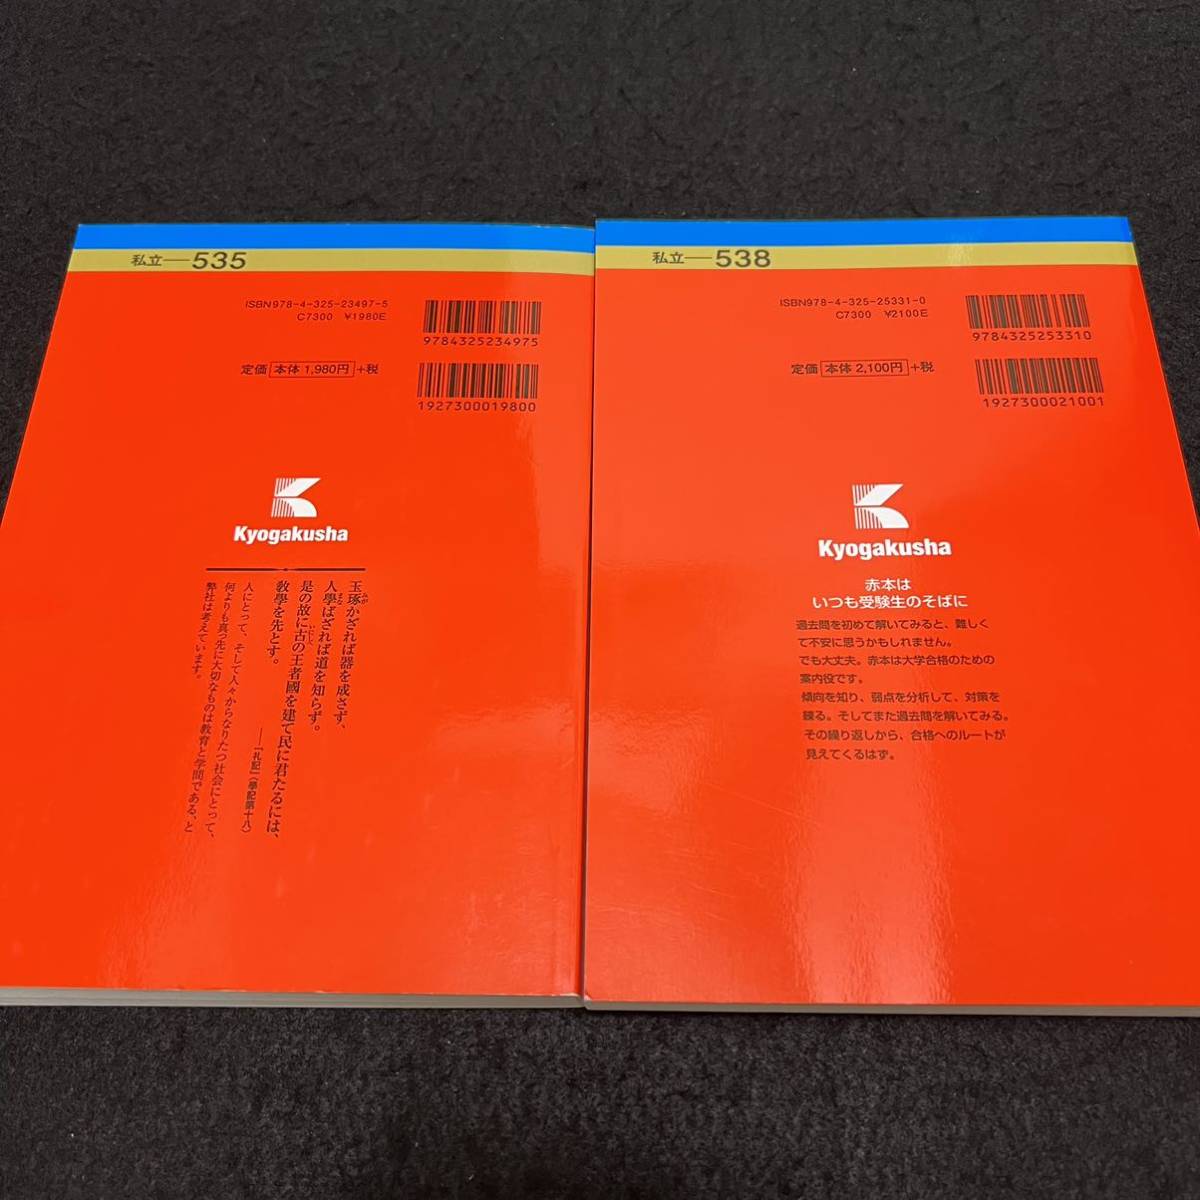 私立―535
ISBN978-4-325-23497-5
C7300 ¥1980E
定価 本体 1,980円 +税
9784325234975
1927300019800
Kyogakusha
玉琢かざれば器を成さず、
みが
人學ばざれば道を知らず。
まな
是の故に古の王者國を建て民に君たるには、
いにしへ
教學を先とす。
――『礼記』(學記第十八)
人にとって、そして人々からなりたつ社会にとって、
何よりも真っ先に大切なものは教育と学問である、と
弊社は考えています。
私立―538
ISBN978-4-325-25331-0
C7300 ¥2100E
定価 本体 2,100円 +税
9784325253310
1927300021001
Kyogakusha
赤本は
いつも受験生のそばに
過去問を初めて解いてみると、難しく
て不安に思うかもしれません。
でも大丈夫。赤本は大学合格のための
案内役です。
傾向を知り、弱点を分析して、対策を
練る。そしてまた過去問を解いてみる。
その繰り返しから、合格へのルートが
見えてくるはず。